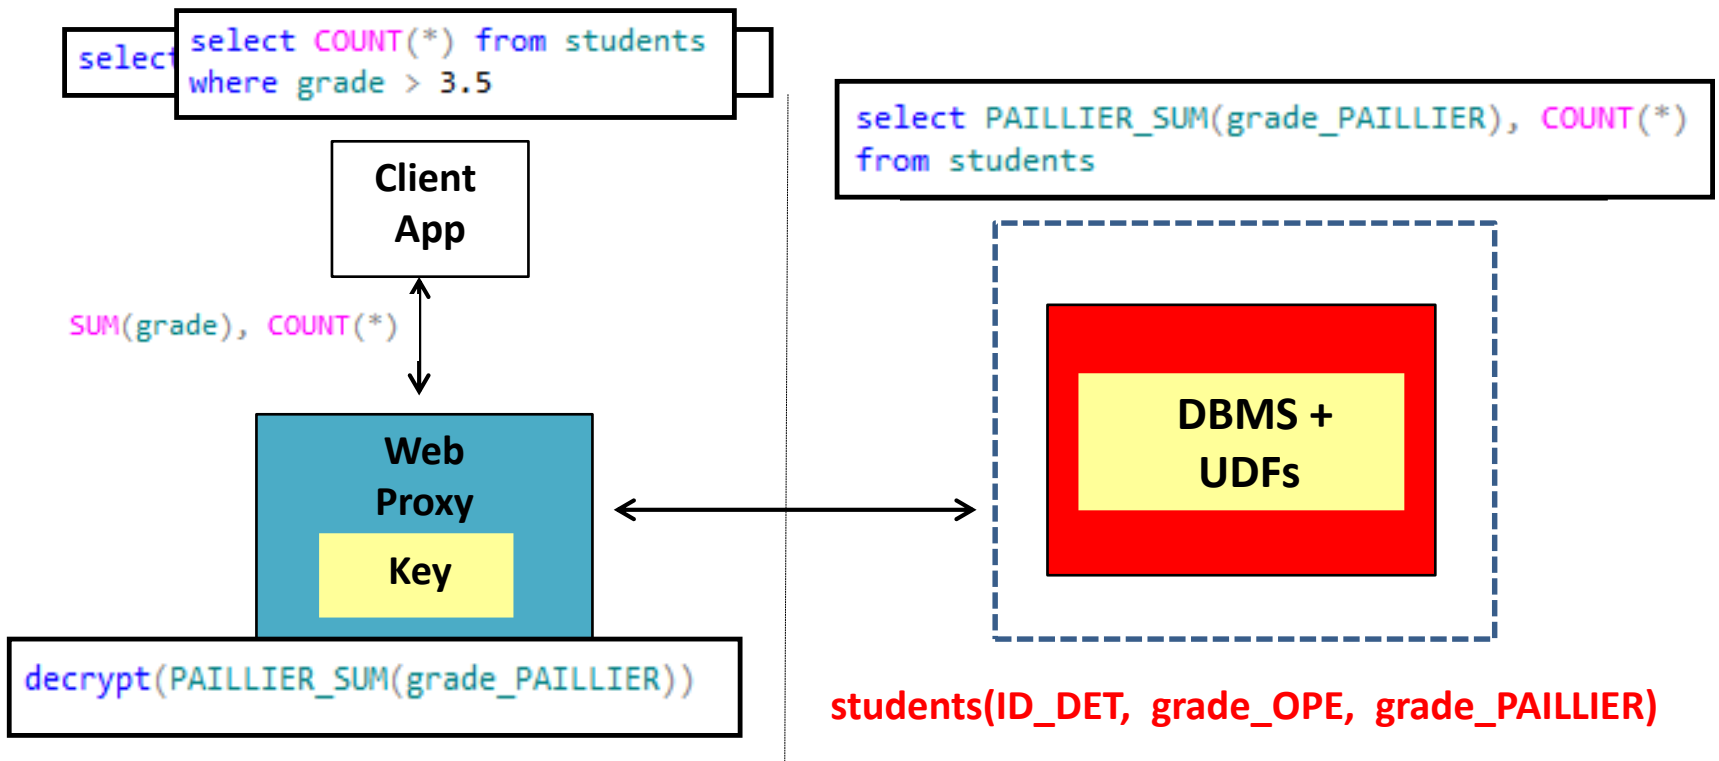 select
select COUNT(*) from students
where grade > 3.5
select PAILLIER_SUM(grade_PAILLIER), COUNT(*)
from students
Client
App
SUM(grade), COUNT(*)
Web
Proxy
Key
DBMS +
UDFs
decrypt(PAILLIER_SUM(grade_PAILLIER))
students(ID_DET, grade_OPE, grade_PAILLIER)